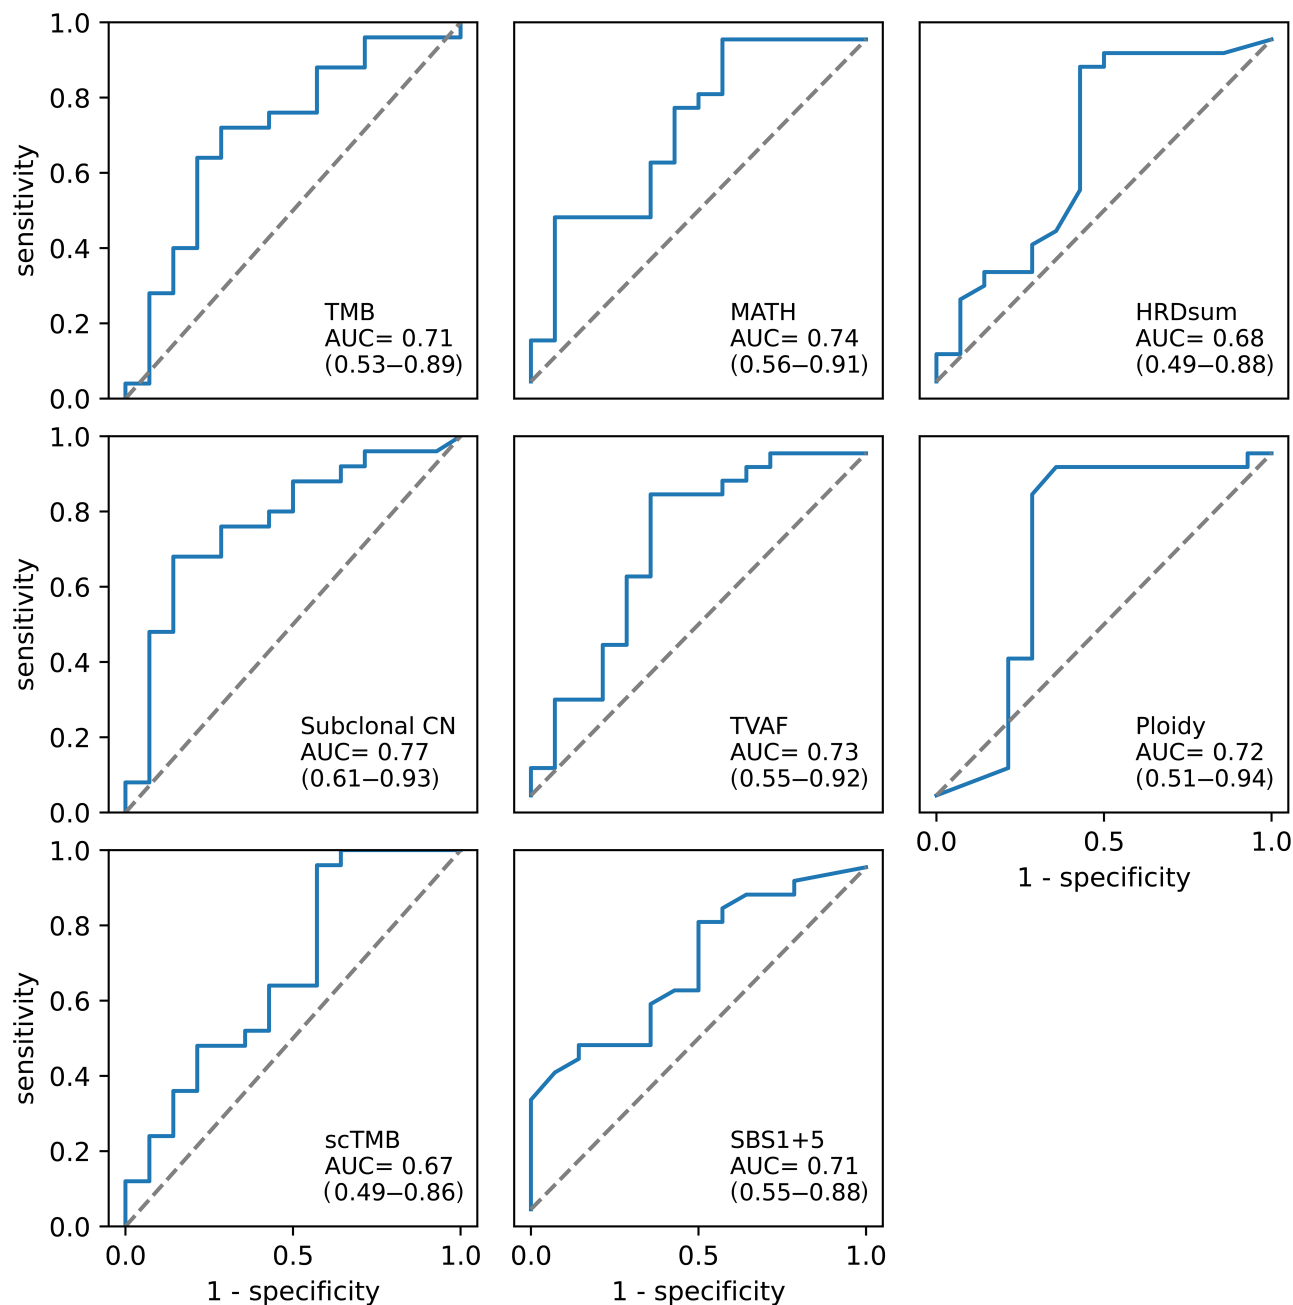 1.0
0.8
0.6
0.4
0.2
0.0
sensitivity
TMB
AUC= 0.71
(0.53−0.89)
MATH
AUC= 0.74
(0.56−0.91)
HRDsum
AUC= 0.68
(0.49−0.88)
1.0
0.8
0.6
0.4
0.2
0.0
sensitivity
Subclonal CN
AUC= 0.77
(0.61−0.93)
TVAF
AUC= 0.73
(0.55−0.92)
Ploidy
AUC= 0.72
(0.51−0.94)
0.0 0.5 1.0
1 - specificity
1.0
0.8
0.6
0.4
0.2
0.0
sensitivity
scTMB
AUC= 0.67
(0.49−0.86)
0.0 0.5 1.0
1 - specificity
SBS1+5
AUC= 0.71
(0.55−0.88)
0.0 0.5 1.0
1 - specificity